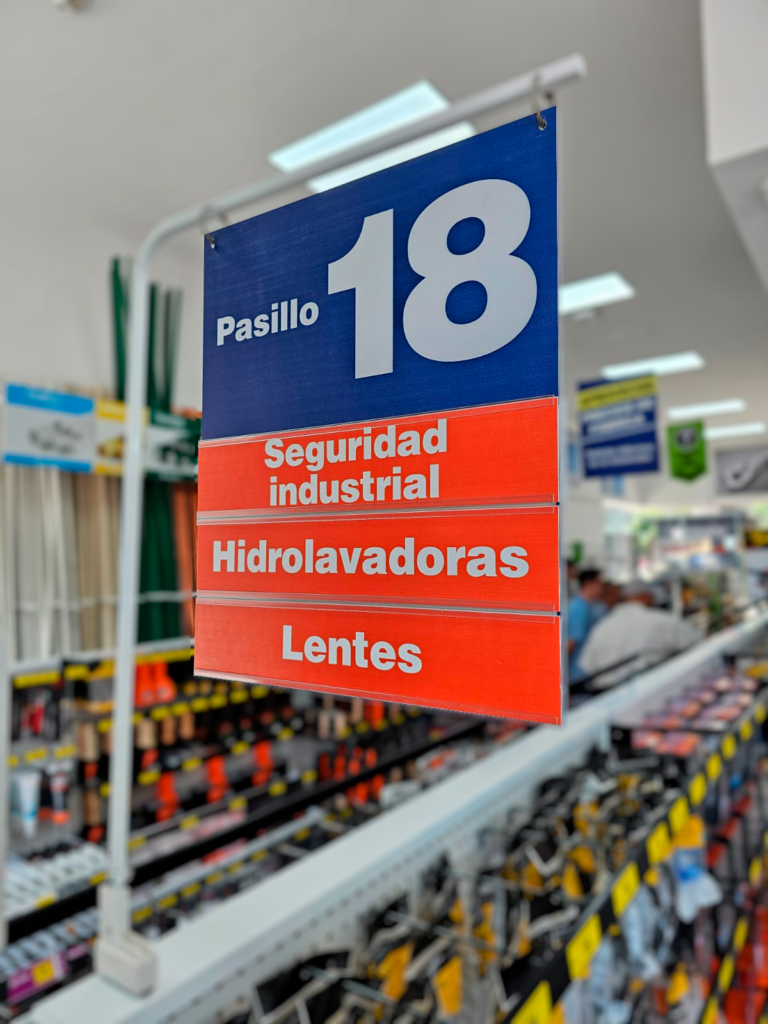 Pasillo 18
Seguridad
industrial
Hidrolavadoras
Lentes